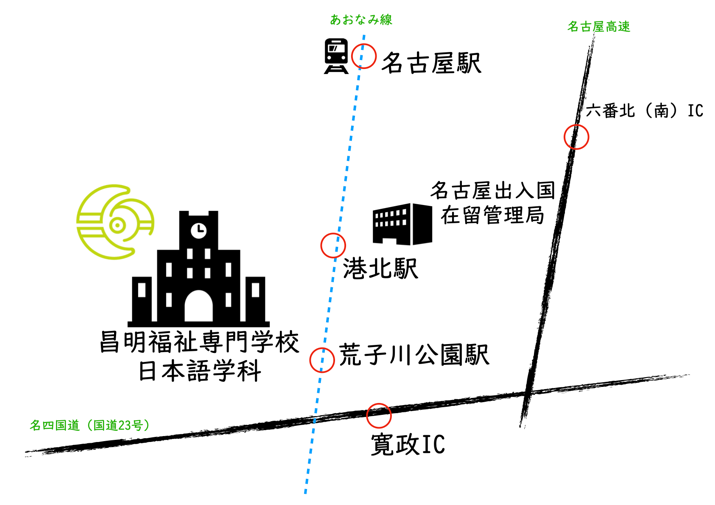 あおなみ線
名古屋高速
名古屋駅
六番北（南）IC
名古屋出入国
在留管理局
港北駅
昌明福祉専門学校
日本語学科
荒子川公園駅
名四国道（国道23号）
寛政IC